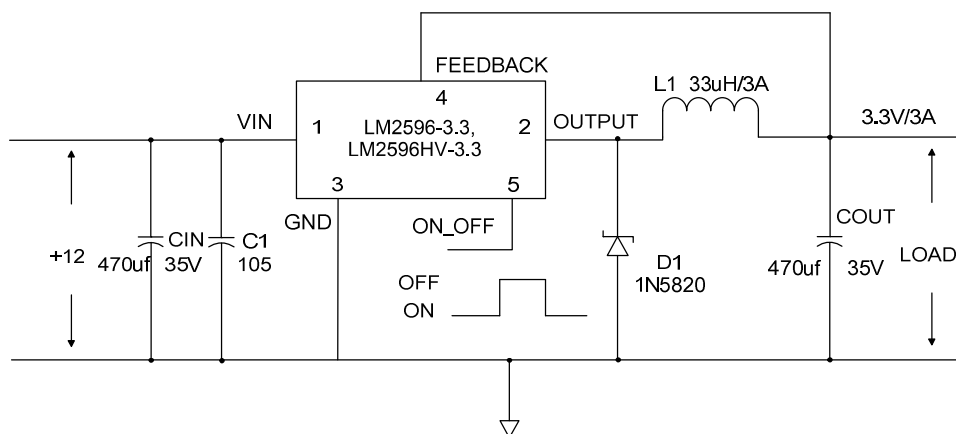 FEEDBACK
L1 33uH/3A
4
VIN
1
LM2596-3.3,
2
OUTPUT
3.3V/3A
LM2596HV-3.3
3
5
GND
ON_OFF
COUT
CIN
C1
+12
470uf
35V
105
D1
470uf
35V
LOAD
1N5820
OFF
ON